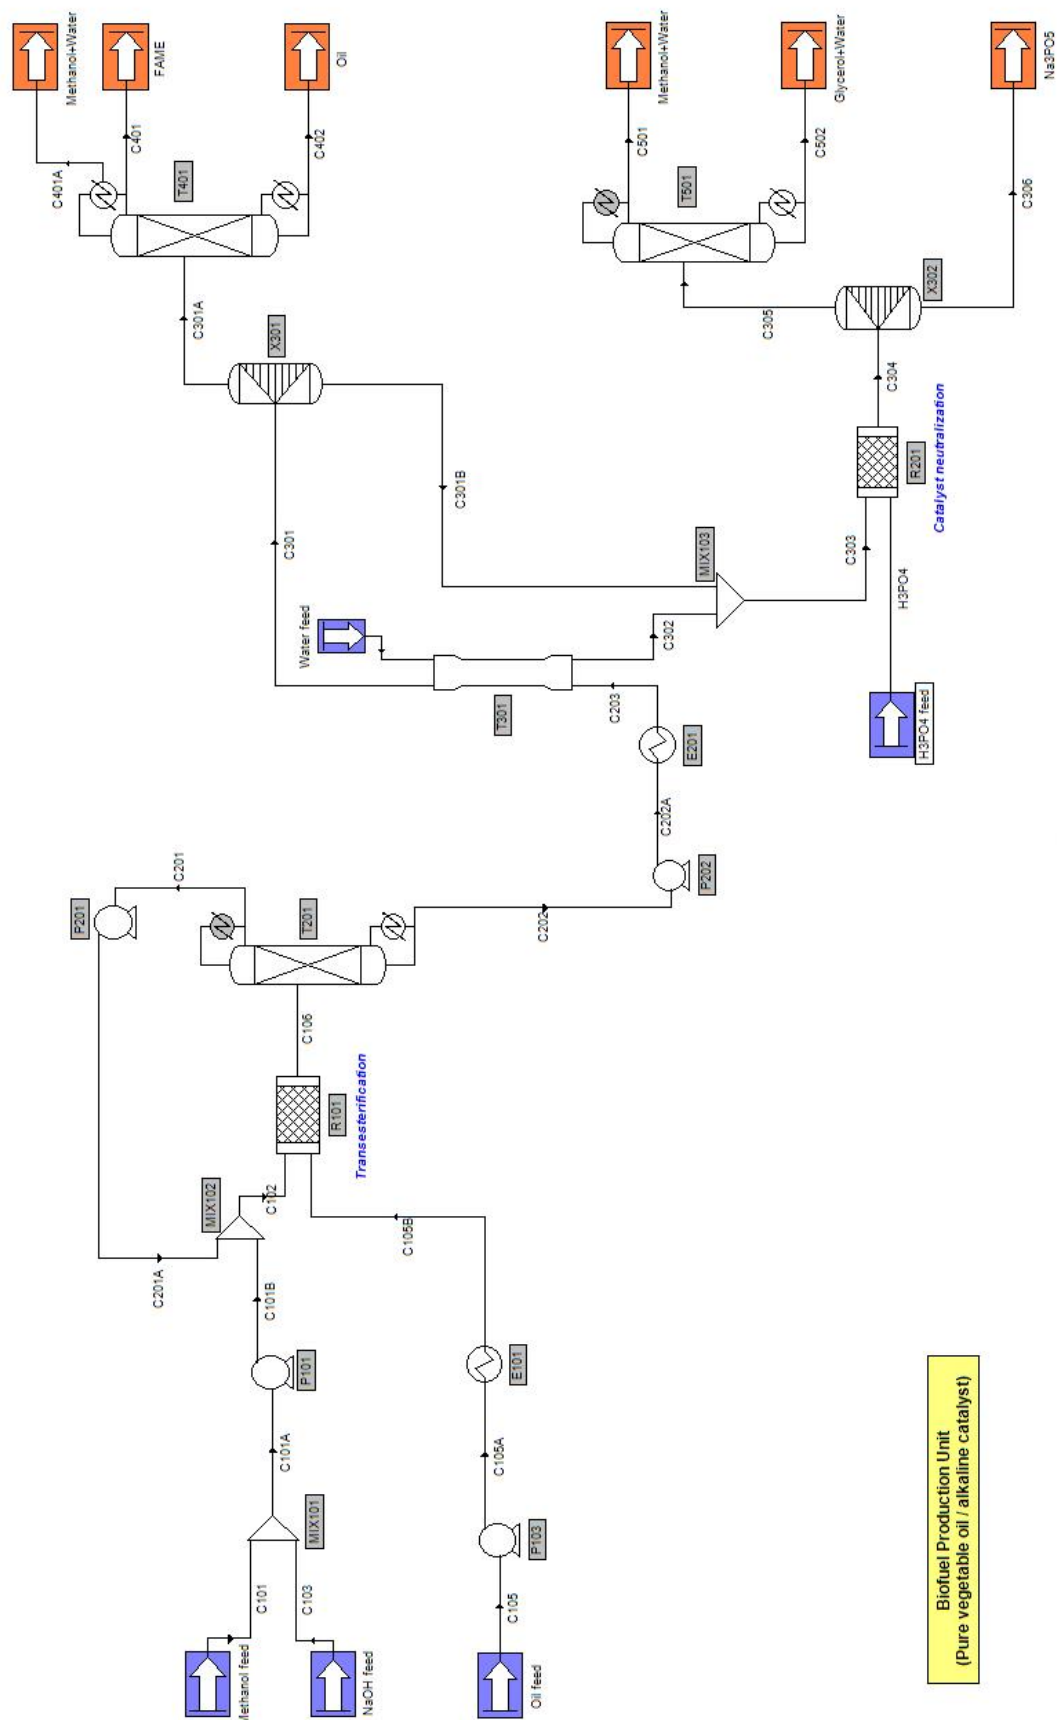 Methanol+Water
FAME
Oil
C401A
C401
C402
T401
C301A
X301
C301
C301B
Methanol+Water
Glycerol+Water
Na3PO5
C501
C502
T501
C305
C306
X302
C304
R201
Catalyst neutralization
C303
H3PO4
H3PO4 feed
MIX103
Water feed
C302
T301
C203
E201
C202A
P202
C202
C201
P201
T201
C106
R101
Transesterification
MIX102
C102
C201A
C101B
C105B
P101
E101
C101A
C105A
MIX101
P103
C101
C103
C105
Methanol feed
NaOH feed
Oil feed
Biofuel Production Unit
(Pure vegetable oil / alkaline catalyst)